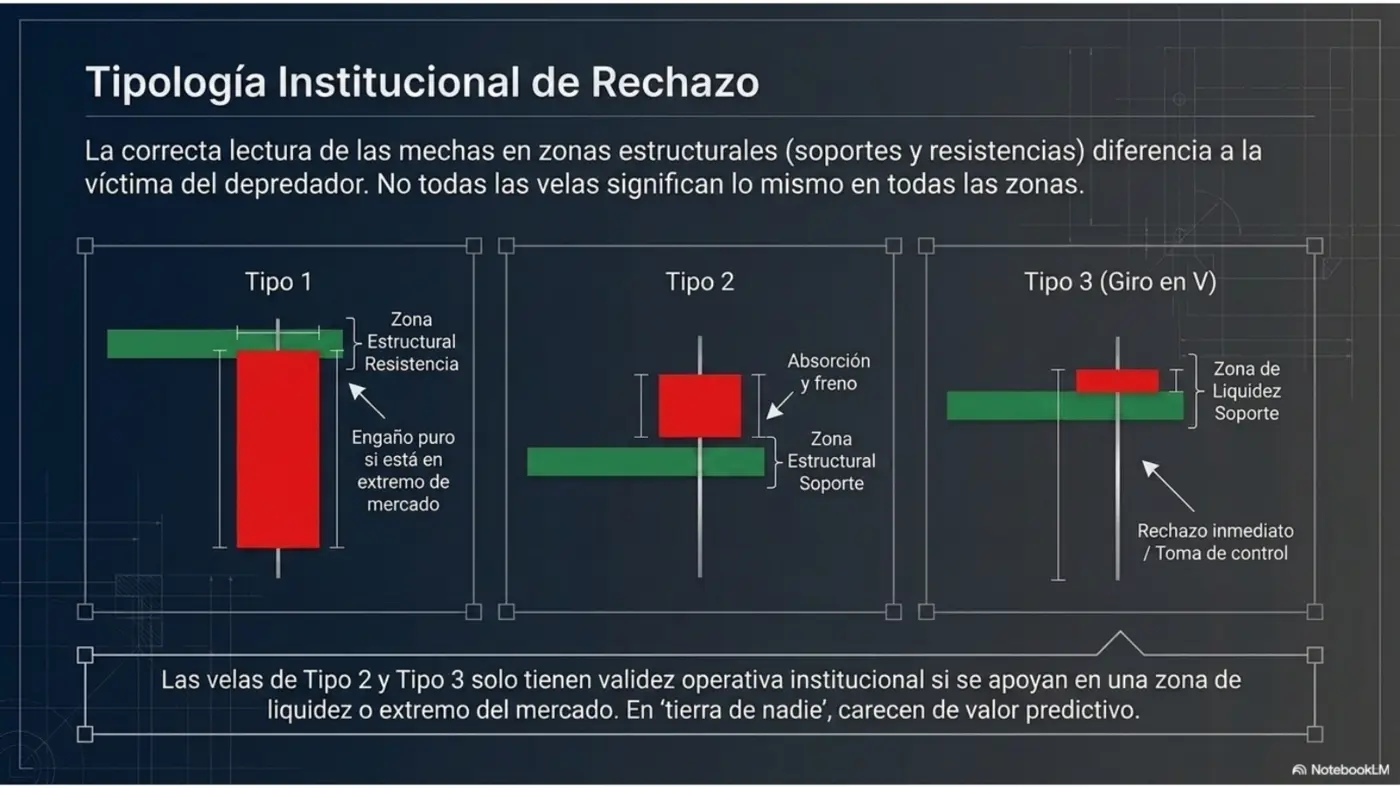 Tipología Institucional de Rechazo
La correcta lectura de las mechas en zonas estructurales (soportes y resistencias) diferencia a la
víctima del depredador. No todas las velas significan lo mismo en todas las zonas.
Tipo 1
Zona
Estructural
Resistencia
Engaño puro
si está en
extremo de
mercado
Tipo 2
Absorción
y freno
Zona
Estructural
Soporte
Tipo 3 (Giro en V)
Zona de
Liquidez
Soporte
Rechazo inmediato
/ Toma de control
Las velas de Tipo 2 y Tipo 3 solo tienen validez operativa institucional si se apoyan en una zona de
liquidez o extremo del mercado. En ‘tierra de nadie’, carecen de valor predictivo.
NotebookLM